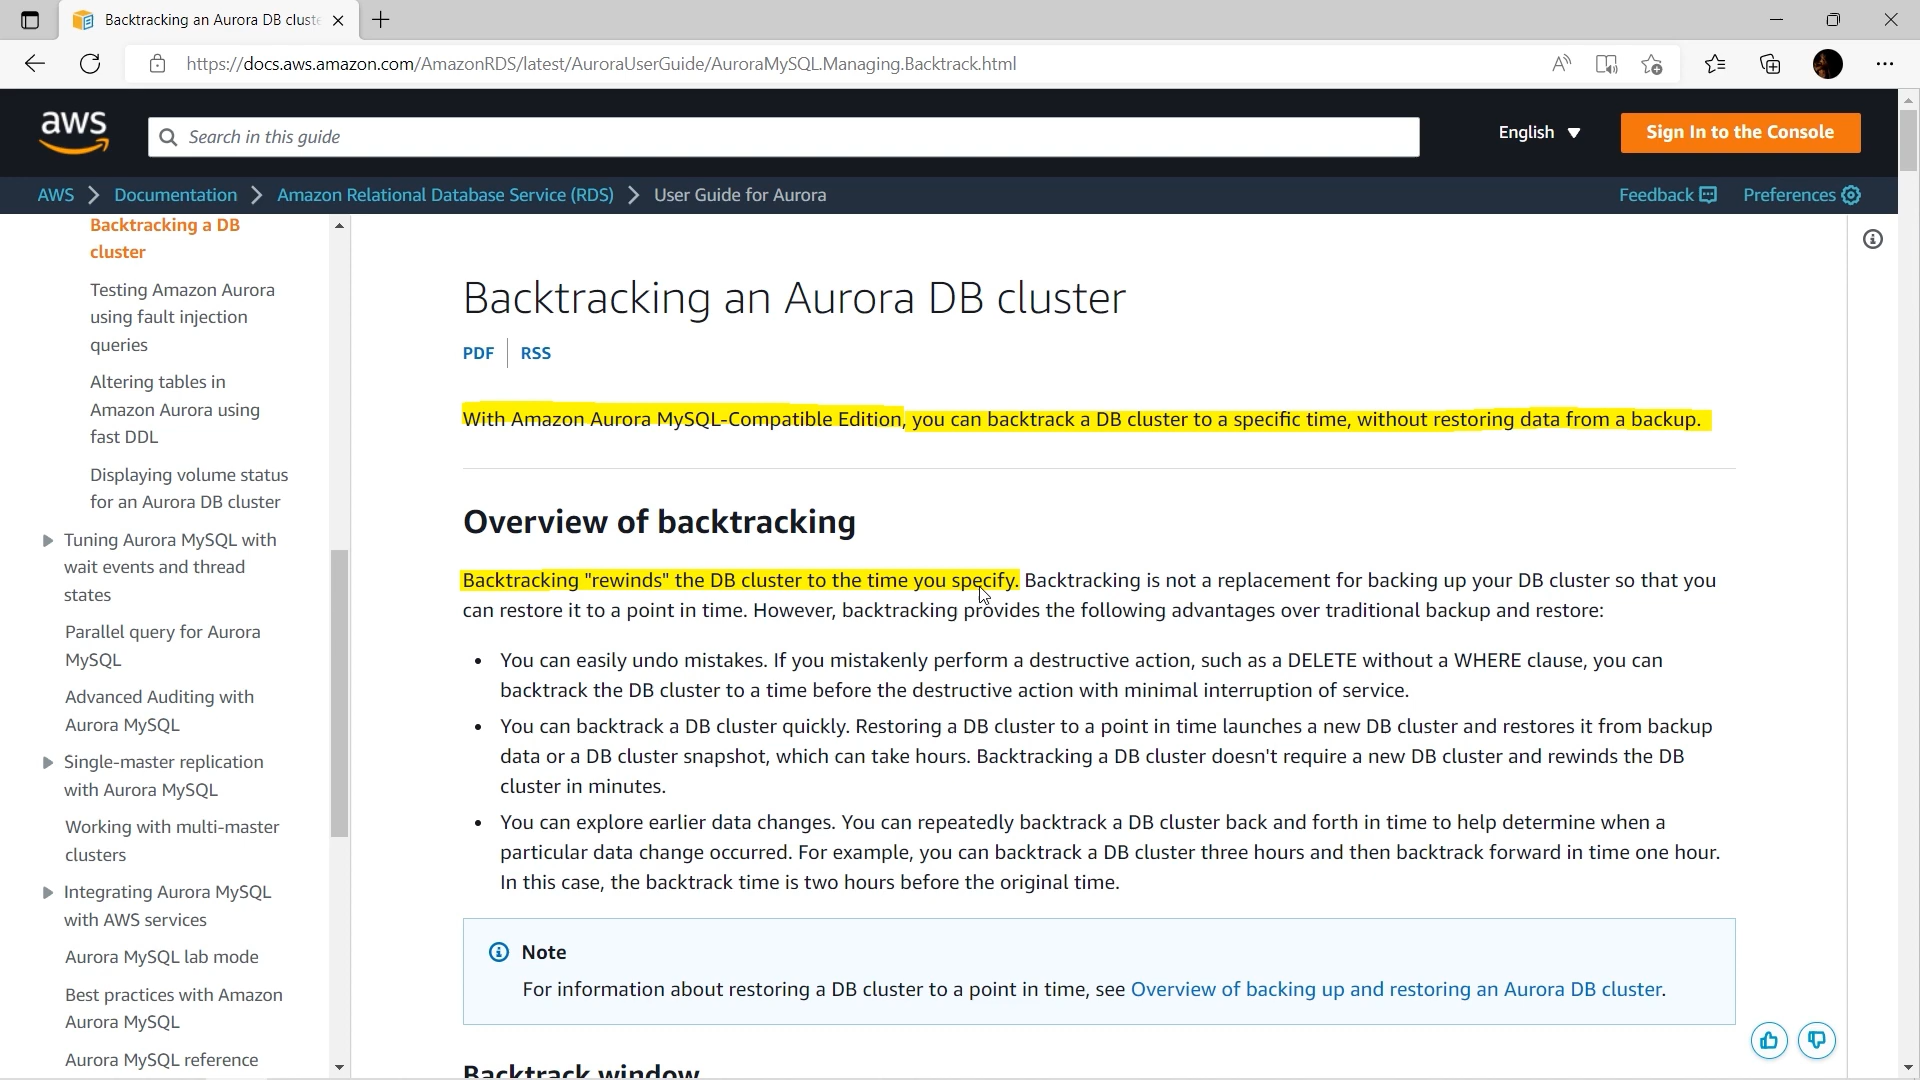 Backtracking an Aurora DB clust
https://docs.aws.amazon.com/AmazonRDS/latest/AuroraUserGuide/AuroraMySQL.Managing.Backtrack.html
aws
Search in this guide
English
Sign In to the Console
AWS
Documentation
Amazon Relational Database Service (RDS)
User Guide for Aurora
Feedback
Preferences
Backtracking a DB
cluster
Testing Amazon Aurora
using fault injection
queries
Altering tables in
Amazon Aurora using
fast DDL
Displaying volume status
for an Aurora DB cluster
Tuning Aurora MySQL with
wait events and thread
states
Parallel query for Aurora
MySQL
Advanced Auditing with
Aurora MySQL
Single-master replication
with Aurora MySQL
Working with multi-master
clusters
Integrating Aurora MySQL
with AWS services
Aurora MySQL lab mode
Best practices with Amazon
Aurora MySQL
Aurora MySQL reference
Backtracking an Aurora DB cluster
PDF
RSS
With Amazon Aurora MySQL-Compatible Edition, you can backtrack a DB cluster to a specific time, without restoring data from a backup.
Overview of backtracking
Backtracking "rewinds" the DB cluster to the time you specify. Backtracking is not a replacement for backing up your DB cluster so that you
can restore it to a point in time. However, backtracking provides the following advantages over traditional backup and restore:
• You can easily undo mistakes. If you mistakenly perform a destructive action, such as a DELETE without a WHERE clause, you can
backtrack the DB cluster to a time before the destructive action with minimal interruption of service.
• You can backtrack a DB cluster quickly. Restoring a DB cluster to a point in time launches a new DB cluster and restores it from backup
data or a DB cluster snapshot, which can take hours. Backtracking a DB cluster doesn't require a new DB cluster and rewinds the DB
cluster in minutes.
• You can explore earlier data changes. You can repeatedly backtrack a DB cluster back and forth in time to help determine when a
particular data change occurred. For example, you can backtrack a DB cluster three hours and then backtrack forward in time one hour.
In this case, the backtrack time is two hours before the original time.
Note
For information about restoring a DB cluster to a point in time, see Overview of backing up and restoring an Aurora DB cluster.
Backtrack window